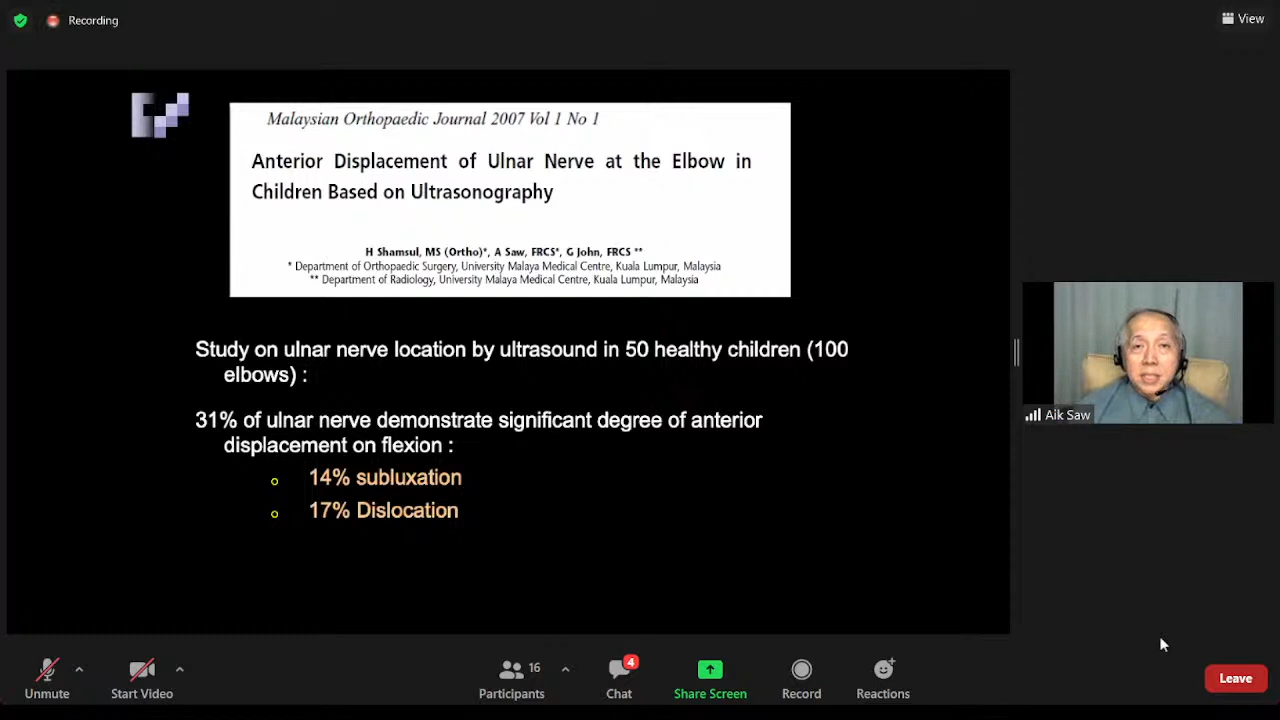 Recording
View
Malaysian Orthopaedic Journal 2007 Vol 1 No 1
Anterior Displacement of Ulnar Nerve at the Elbow in
Children Based on Ultrasonography
H Shamsul, MS (Ortho)*, A Saw, FRCS*, G John, FRCS **
* Department of Orthopaedic Surgery, University Malaya Medical Centre, Kuala Lumpur, Malaysia
** Department of Radiology, University Malaya Medical Centre, Kuala Lumpur, Malaysia
Study on ulnar nerve location by ultrasound in 50 healthy children (100
elbows) :
31% of ulnar nerve demonstrate significant degree of anterior
displacement on flexion :
14% subluxation
17% Dislocation
Aik Saw
Unmute
Start Video
16
Participants
4
Chat
Share Screen
Record
Reactions
Leave